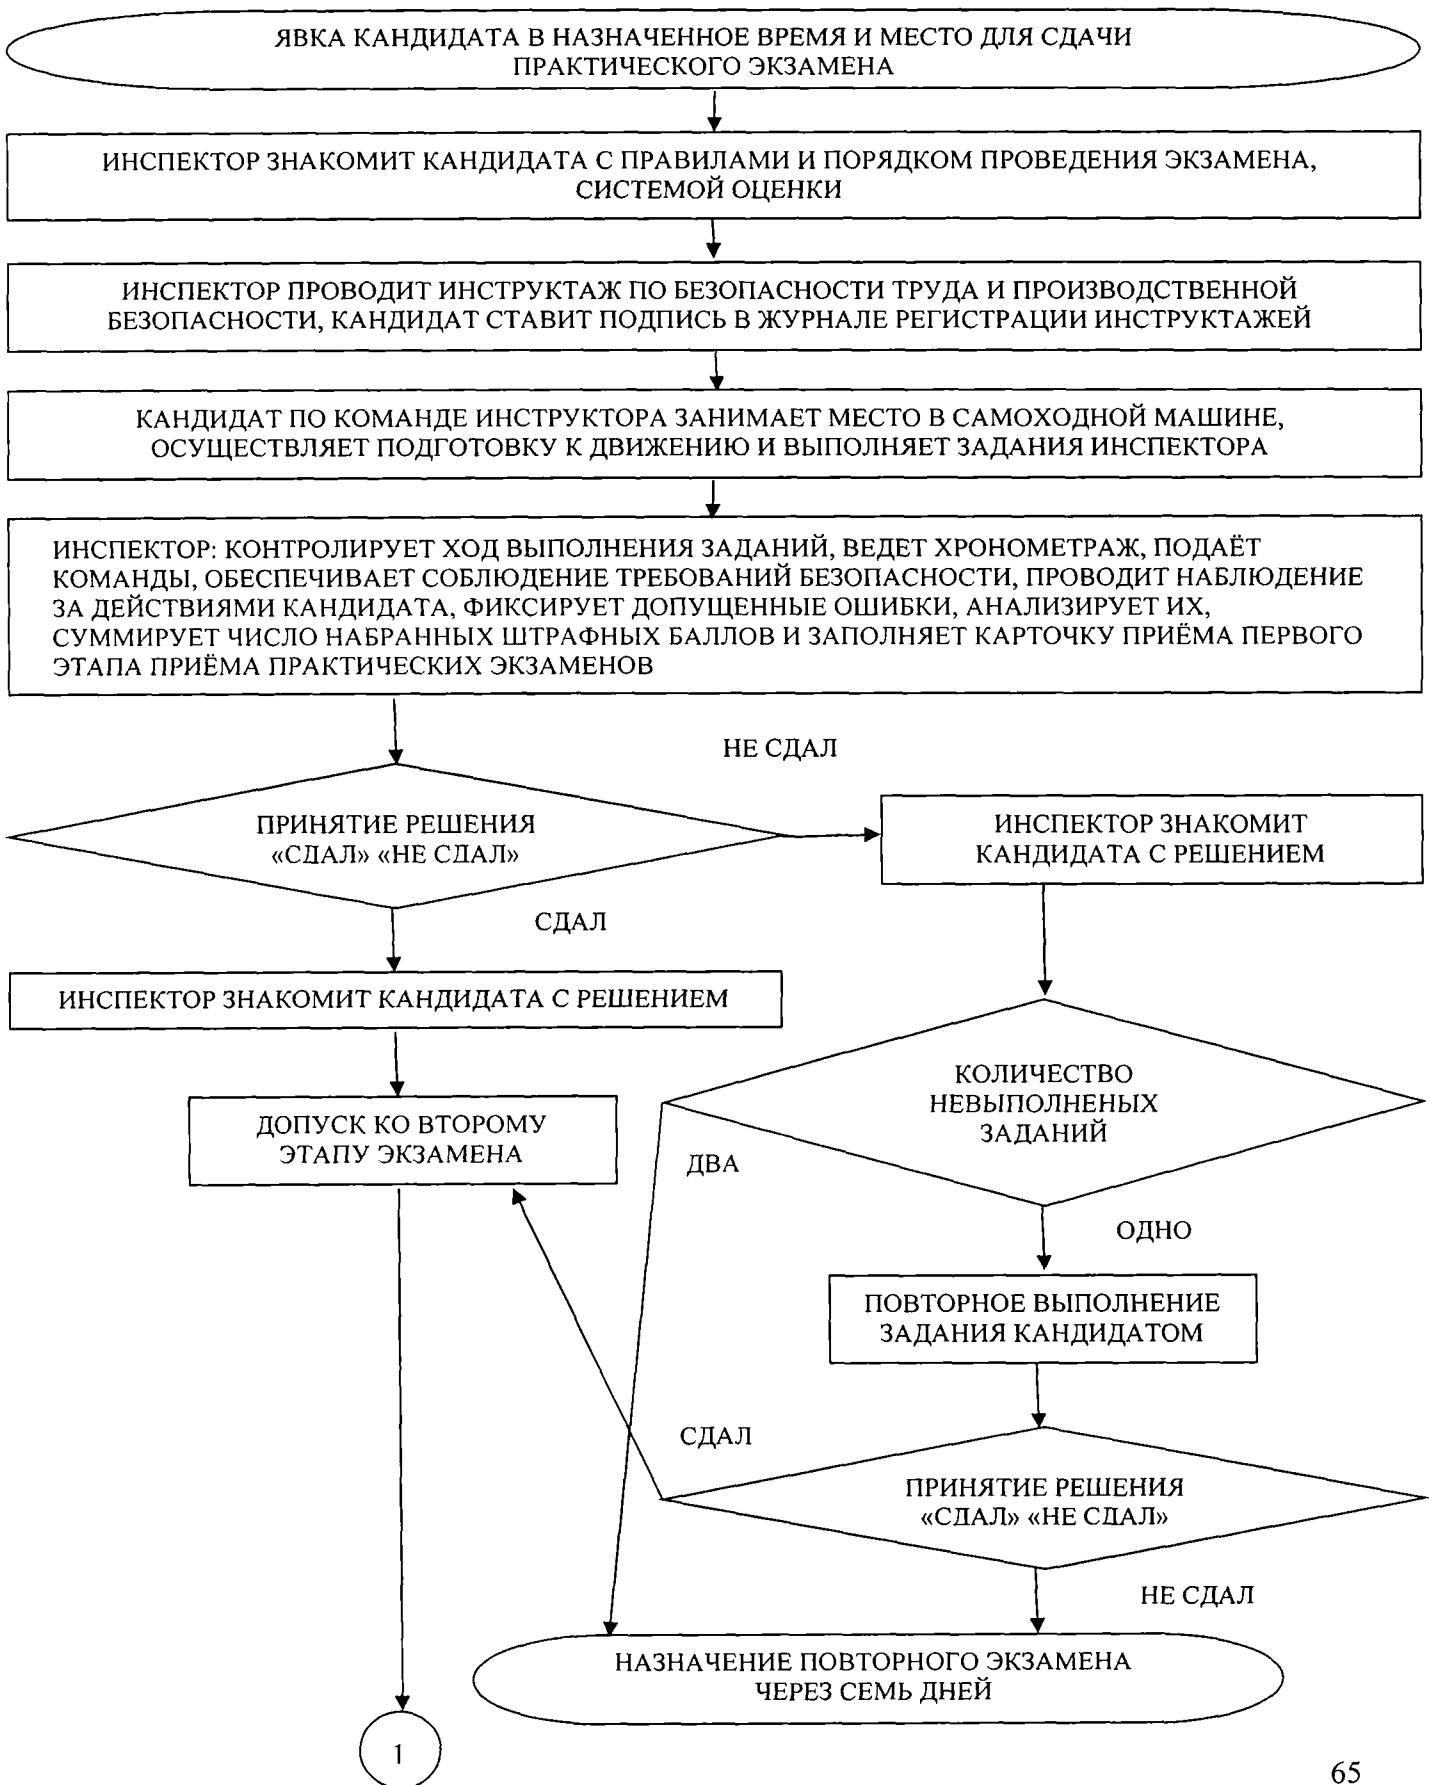 ЯВКА КАНДИДАТА В НАЗНАЧЕННОЕ ВРЕМЯ И МЕСТО ДЛЯ СДАЧИ
ПРАКТИЧЕСКОГО ЭКЗАМЕНА
ИНСПЕКТОР ЗНАКОМИТ КАНДИДАТА С ПРАВИЛАМИ И ПОРЯДКОМ ПРОВЕДЕНИЯ ЭКЗАМЕНА,
СИСТЕМОЙ ОЦЕНКИ
ИНСПЕКТОР ПРОВОДИТ ИНСТРУКТАЖ ПО БЕЗОПАСНОСТИ ТРУДА И ПРОИЗВОДСТВЕННОЙ
БЕЗОПАСНОСТИ, КАНДИДАТ СТАВИТ ПОДПИСЬ В ЖУРНАЛЕ РЕГИСТРАЦИИ ИНСТРУКТАЖЕЙ
КАНДИДАТ ПО КОМАНДЕ ИНСТРУКТОРА ЗАНИМАЕТ МЕСТО В САМОХОДНОЙ МАШИНЕ,
ОСУЩЕСТВЛЯЕТ ПОДГОТОВКУ К ДВИЖЕНИЮ И ВЫПОЛНЯЕТ ЗАДАНИЯ ИНСПЕКТОРА
ИНСПЕКТОР: КОНТРОЛИРУЕТ ХОД ВЫПОЛНЕНИЯ ЗАДАНИЙ, ВЕДЕТ ХРОНОМЕТРАЖ, ПОДАЁТ
КОМАНДЫ, ОБЕСПЕЧИВАЕТ СОБЛЮДЕНИЕ ТРЕБОВАНИЙ БЕЗОПАСНОСТИ, ПРОВОДИТ НАБЛЮДЕНИЕ
ЗА ДЕЙСТВИЯМИ КАНДИДАТА, ФИКСИРУЕТ ДОПУЩЕННЫЕ ОШИБКИ, АНАЛИЗИРУЕТ ИХ,
СУММИРУЕТ ЧИСЛО НАБРАННЫХ ШТРАФНЫХ БАЛЛОВ И ЗАПОЛНЯЕТ КАРТОЧКУ ПРИЁМА ПЕРВОГО
ЭТАПА ПРИЁМА ПРАКТИЧЕСКИХ ЭКЗАМЕНОВ
НЕ СДАЛ
ПРИНЯТИЕ РЕШЕНИЯ
«СДАЛ» «НЕ СДАЛ»
ИНСПЕКТОР ЗНАКОМИТ
КАНДИДАТА С РЕШЕНИЕМ
СДАЛ
ИНСПЕКТОР ЗНАКОМИТ КАНДИДАТА С РЕШЕНИЕМ
КОЛИЧЕСТВО
НЕВЫПОЛНЕНЫХ
ЗАДАНИЙ
ДОПУСК КО ВТОРОМУ
ЭТАПУ ЭКЗАМЕНА
ДВА
ОДНО
ПОВТОРНОЕ ВЫПОЛНЕНИЕ
ЗАДАНИЯ КАНДИДАТОМ
СДАЛ
ПРИНЯТИЕ РЕШЕНИЯ
«СДАЛ» «НЕ СДАЛ»
НЕ СДАЛ
НАЗНАЧЕНИЕ ПОВТОРНОГО ЭКЗАМЕНА
ЧЕРЕЗ СЕМЬ ДНЕЙ
1
65